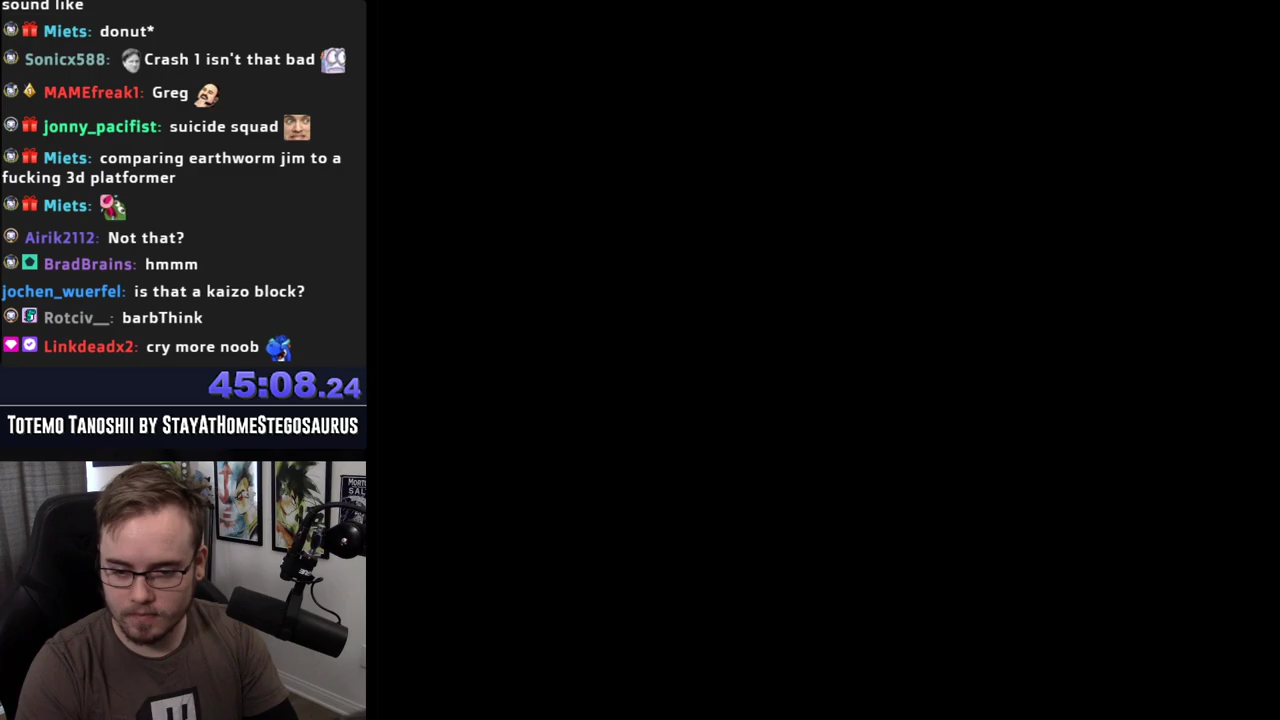 sound like
Miets: donut*
Sonicx588: Crash 1 isn't that bad
MAMEfreak1: Greg
jonny_pacifist: suicide squad
Miets: comparing earthworm jim to a
fucking 3d platformer
Miets:
Airik2112: Not that?
BradBrains: hmmm
jochen_wuerfel: is that a kaizo block?
Rotciv__: barbThink
Linkdeadx2: cry more noob
45:08.24
Totemo Tanoshii by StayAtHomeStegosaurus